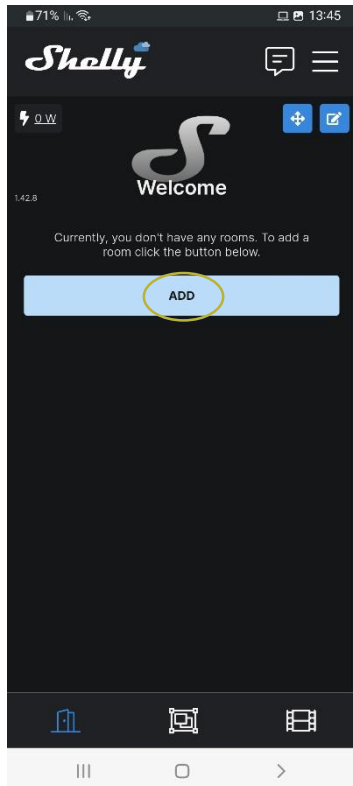 71%
13:45
Shelly
0 W
Welcome
1.42.8
Currently, you don't have any rooms. To add a
room click the button below.
ADD